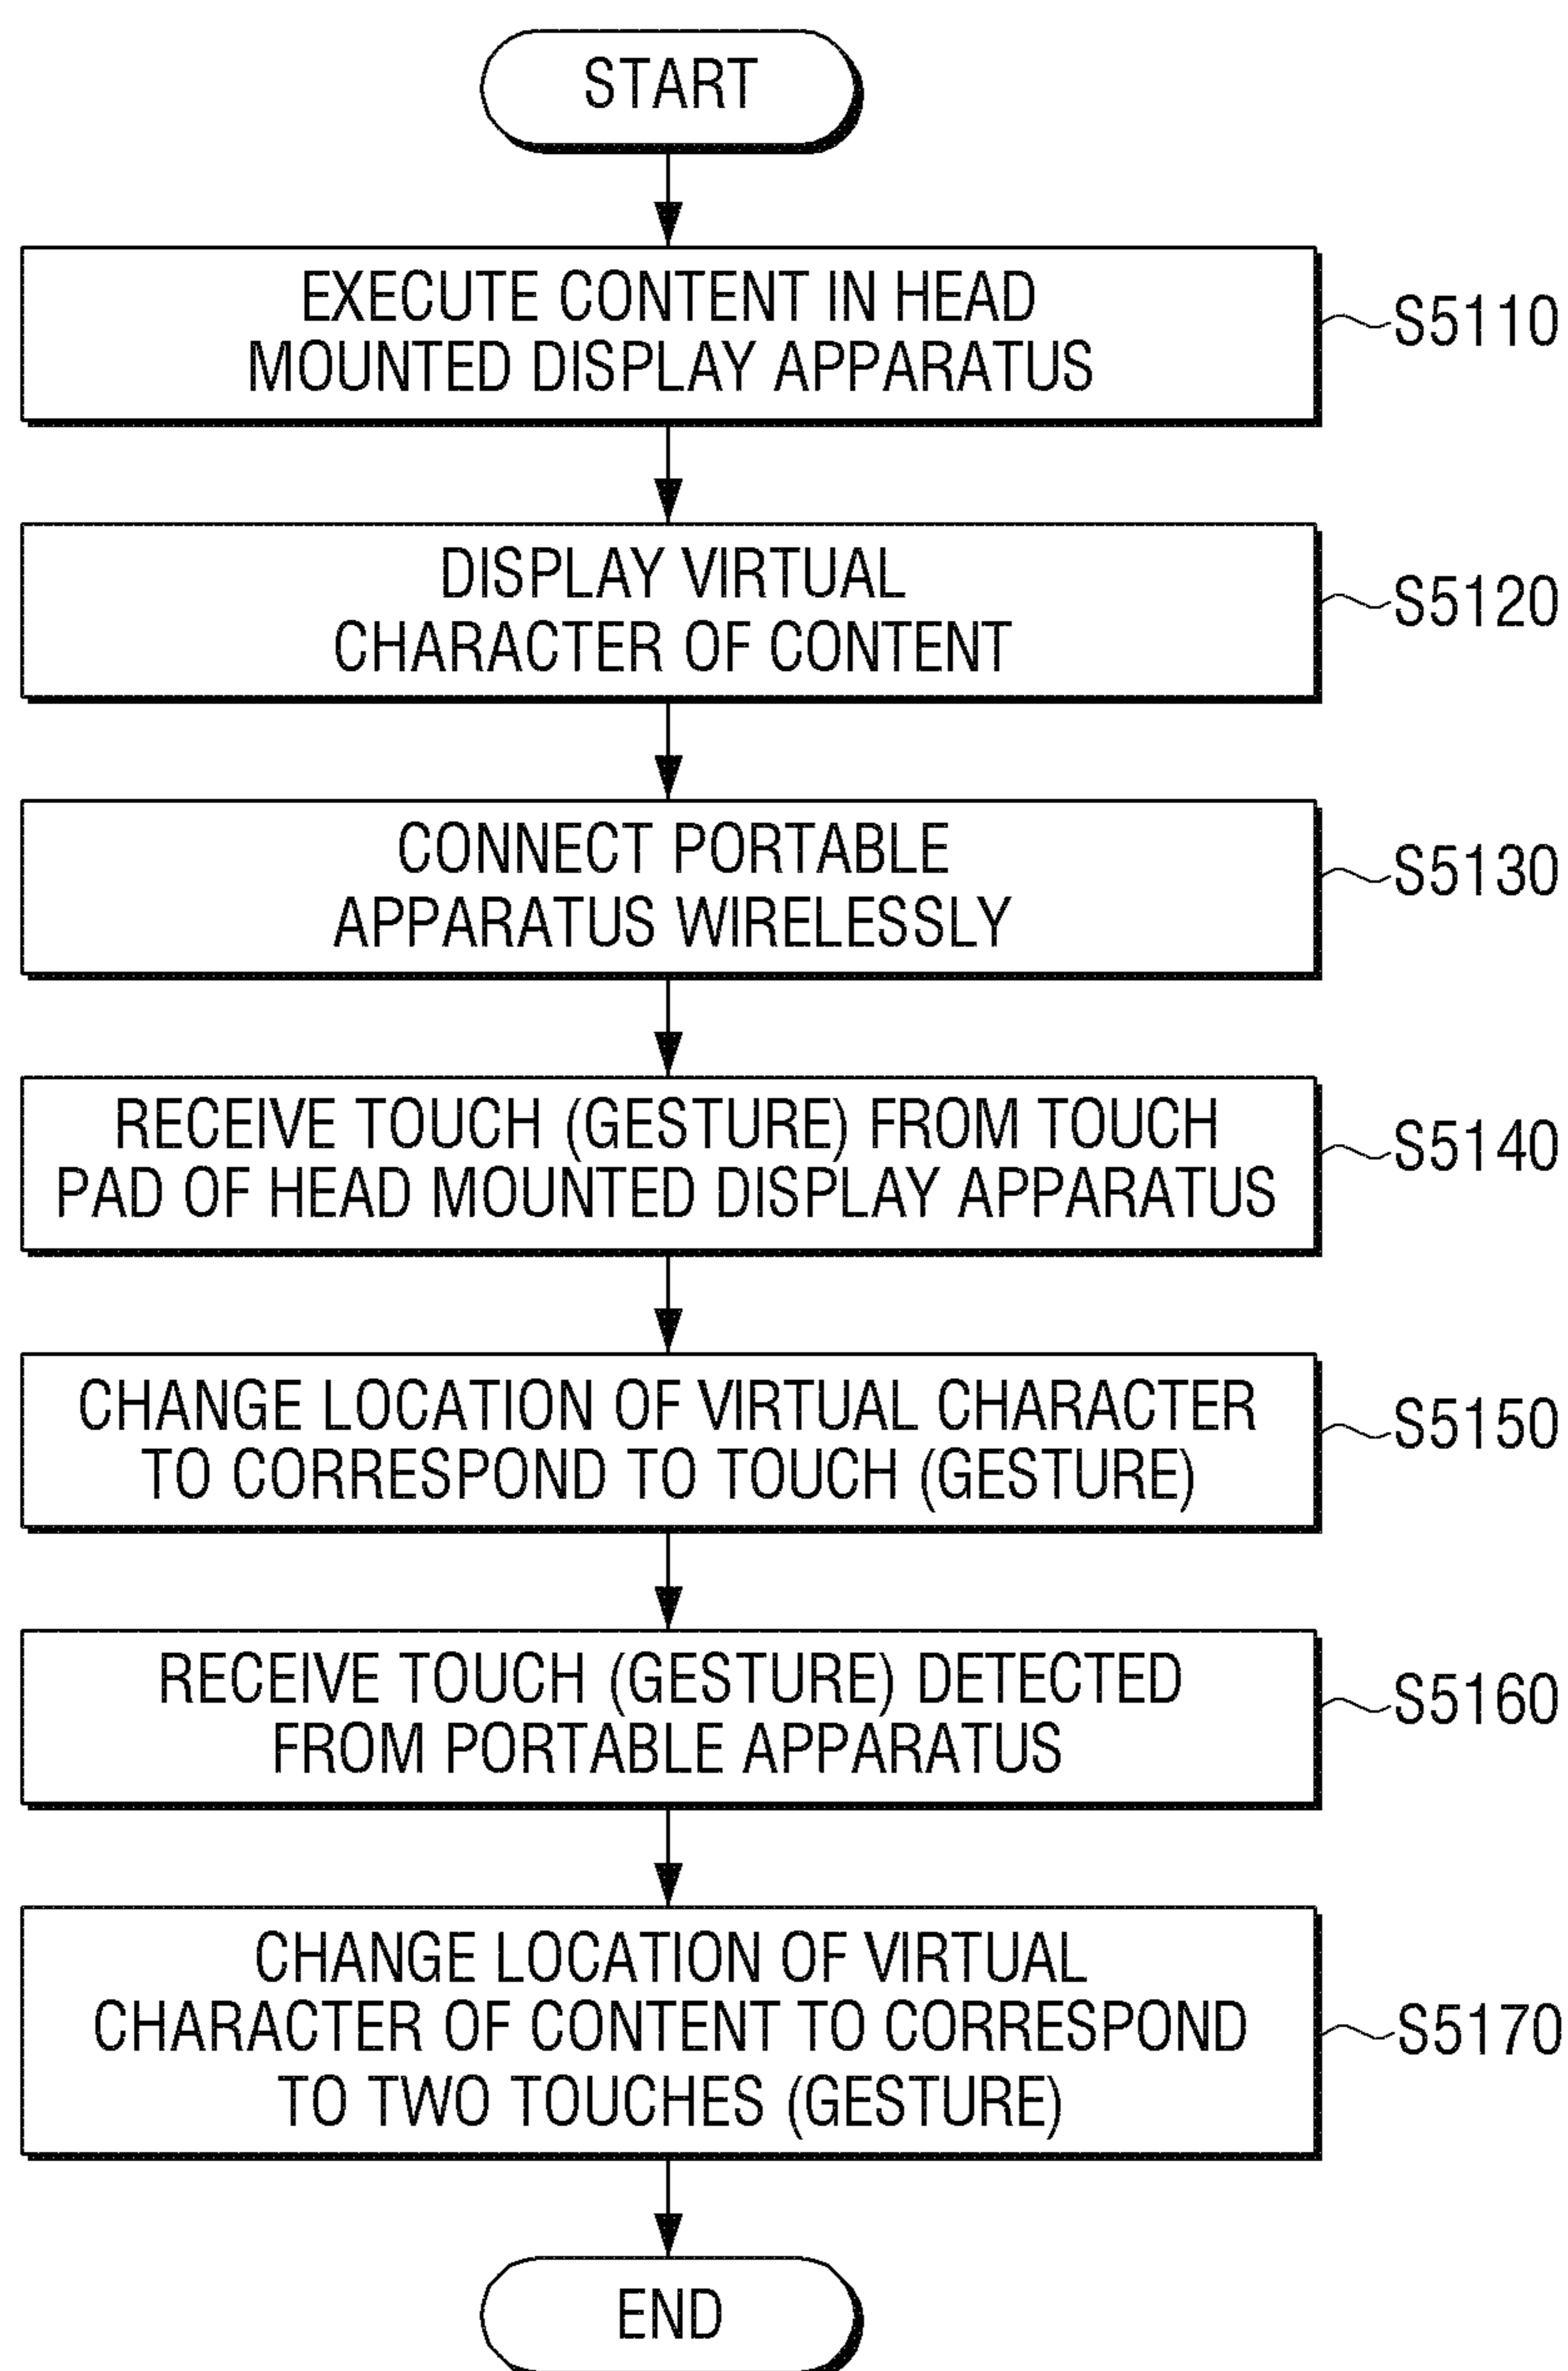 START
EXECUTE CONTENT IN HEAD
MOUNTED DISPLAY APPARATUS
S5110
DISPLAY VIRTUAL
CHARACTER OF CONTENT
S5120
CONNECT PORTABLE
APPARATUS WIRELESSLY
S5130
RECEIVE TOUCH (GESTURE) FROM TOUCH
PAD OF HEAD MOUNTED DISPLAY APPARATUS
S5140
CHANGE LOCATION OF VIRTUAL CHARACTER
TO CORRESPOND TO TOUCH (GESTURE)
S5150
RECEIVE TOUCH (GESTURE) DETECTED
FROM PORTABLE APPARATUS
S5160
CHANGE LOCATION OF VIRTUAL
CHARACTER OF CONTENT TO CORRESPOND
TO TWO TOUCHES (GESTURE)
S5170
END